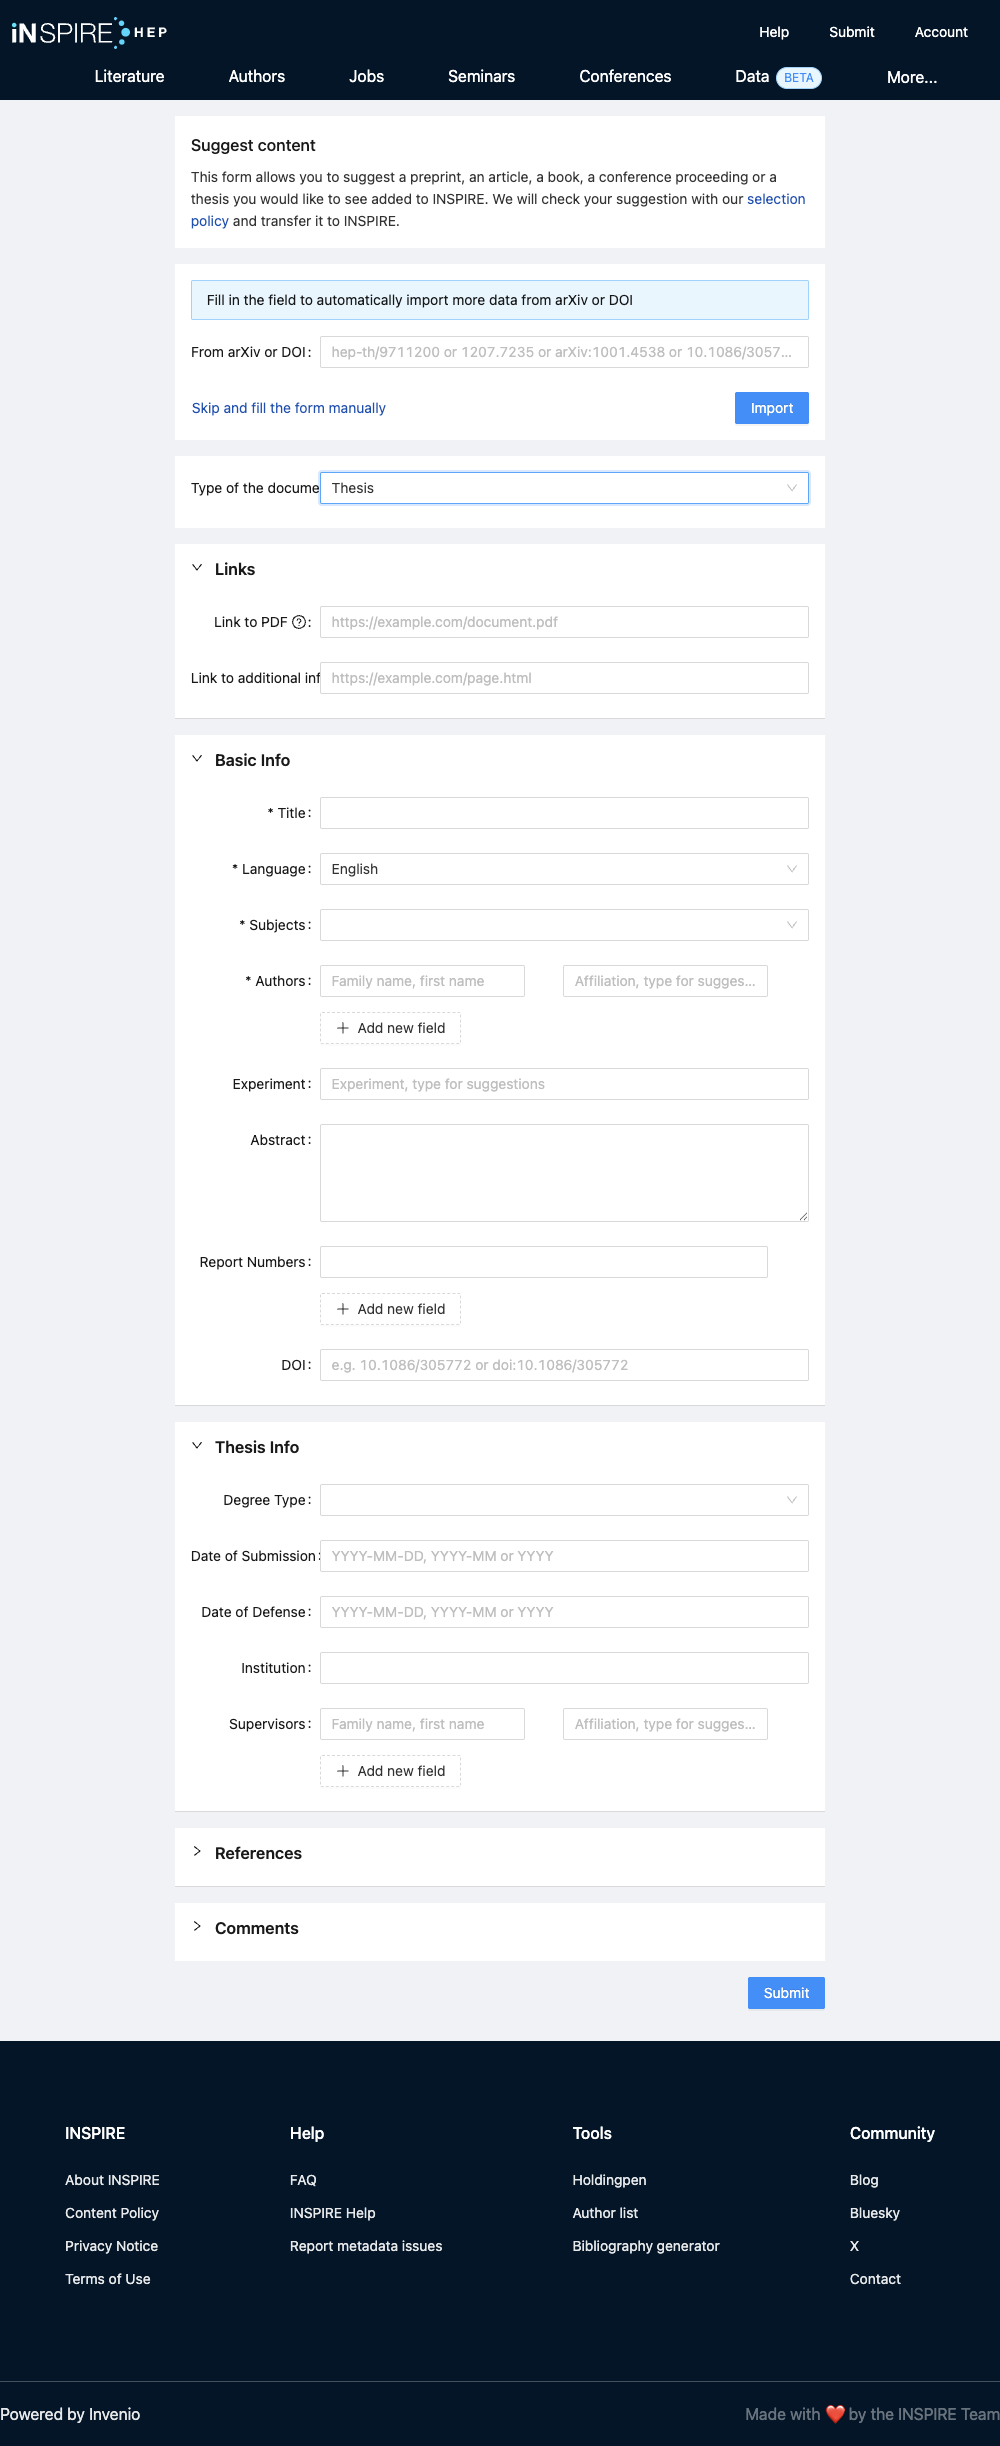 iNSPIRE HEP
Help Submit Account
Literature Authors Jobs Seminars Conferences Data BETA More...
Suggest content
This form allows you to suggest a preprint, an article, a book, a conference proceeding or a
thesis you would like to see added to INSPIRE. We will check your suggestion with our selection
policy and transfer it to INSPIRE.
Fill in the field to automatically import more data from arXiv or DOI
From arXiv or DOI: hep-th/9711200 or 1207.7235 or arXiv:1001.4538 or 10.1086/3057...
Skip and fill the form manually Import
Type of the docume Thesis
Links
Link to PDF ?: https://example.com/document.pdf
Link to additional inf https://example.com/page.html
Basic Info
* Title:
* Language: English
* Subjects:
* Authors: Family name, first name Affiliation, type for sugges...
+ Add new field
Experiment: Experiment, type for suggestions
Abstract:
Report Numbers:
+ Add new field
DOI: e.g. 10.1086/305772 or doi:10.1086/305772
Thesis Info
Degree Type:
Date of Submission: YYYY-MM-DD, YYYY-MM or YYYY
Date of Defense: YYYY-MM-DD, YYYY-MM or YYYY
Institution:
Supervisors: Family name, first name Affiliation, type for sugges...
+ Add new field
References
Comments
Submit
INSPIRE Help Tools Community
About INSPIRE FAQ Holdingpen Blog
Content Policy INSPIRE Help Author list Bluesky
Privacy Notice Report metadata issues Bibliography generator X
Terms of Use Contact
Powered by Invenio Made with ❤️ by the INSPIRE Team